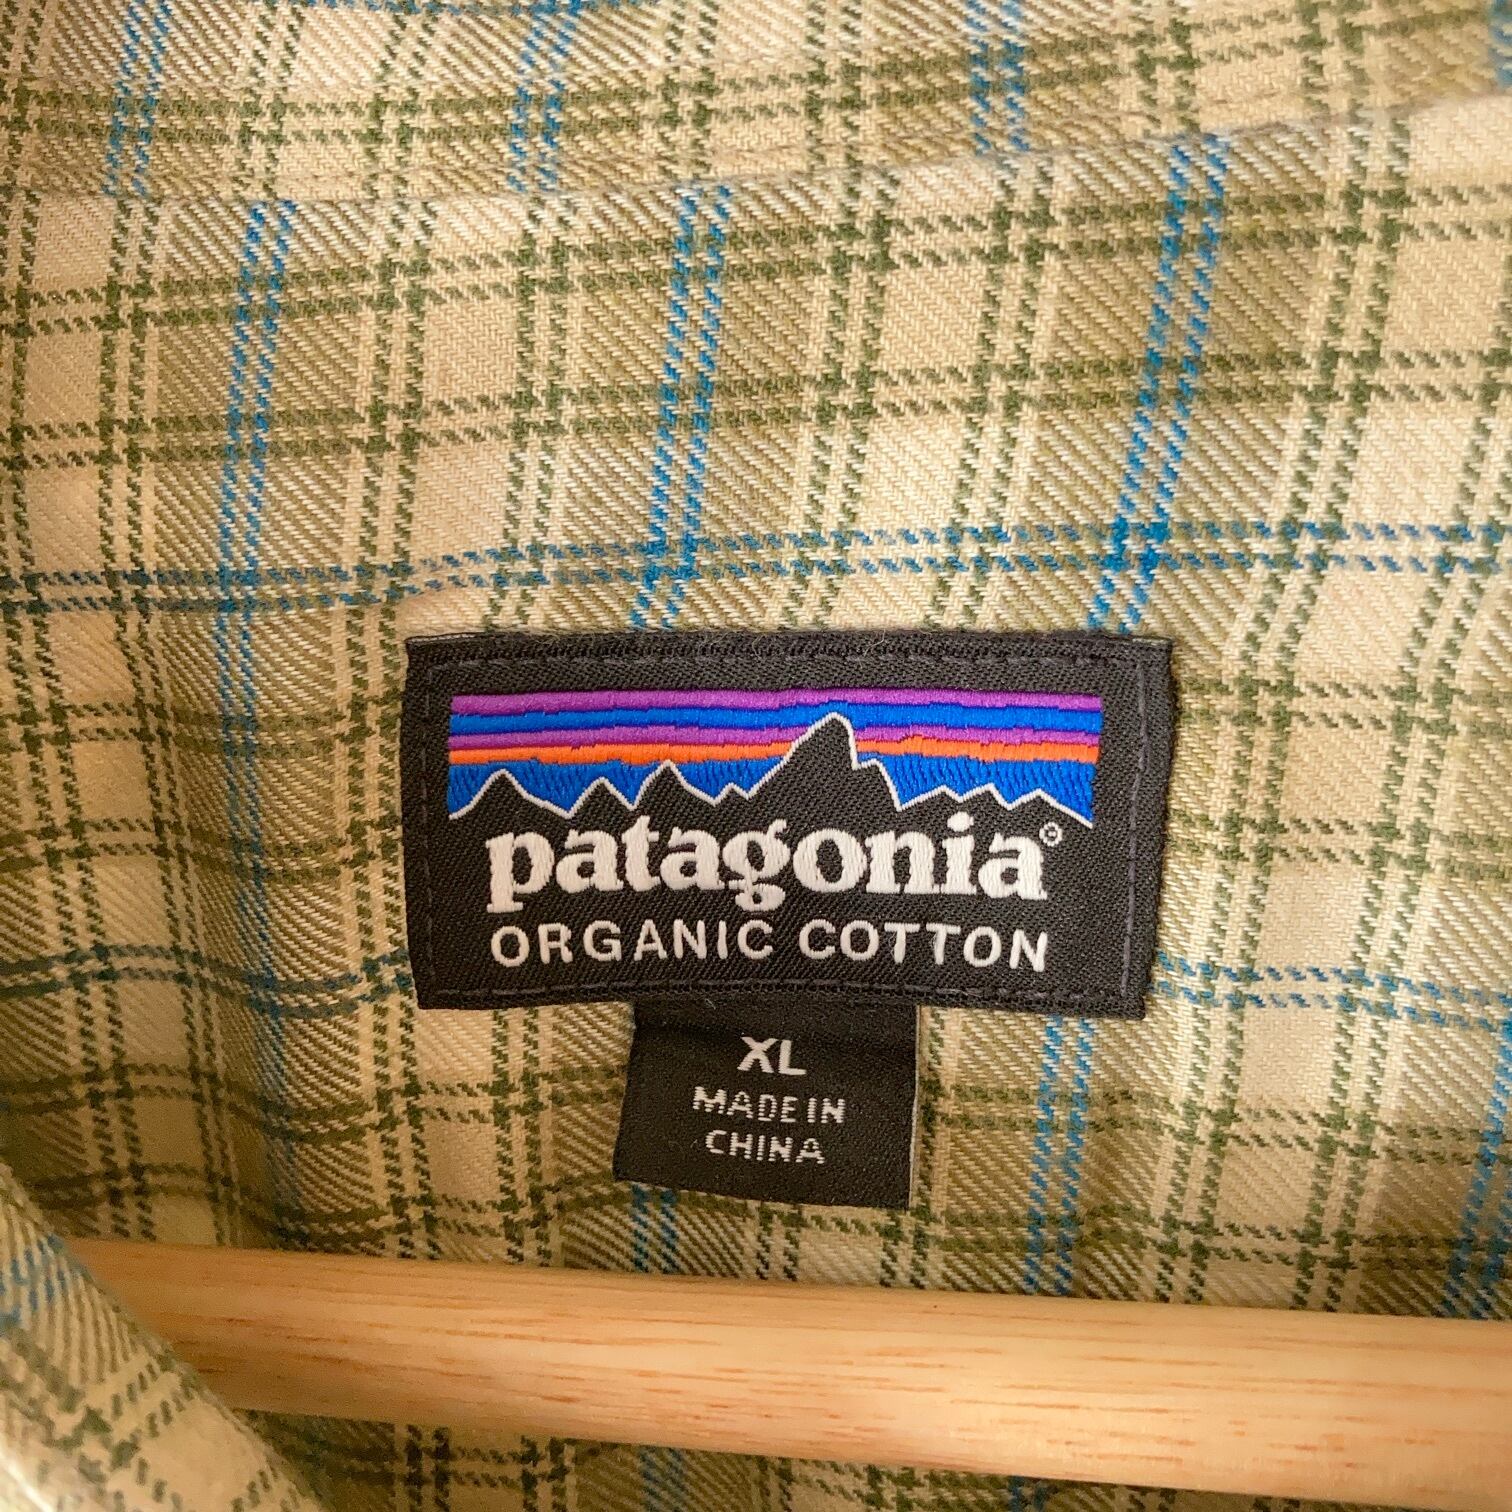 patagonia®
ORGANIC COTTON
XL
MADE IN
CHINA